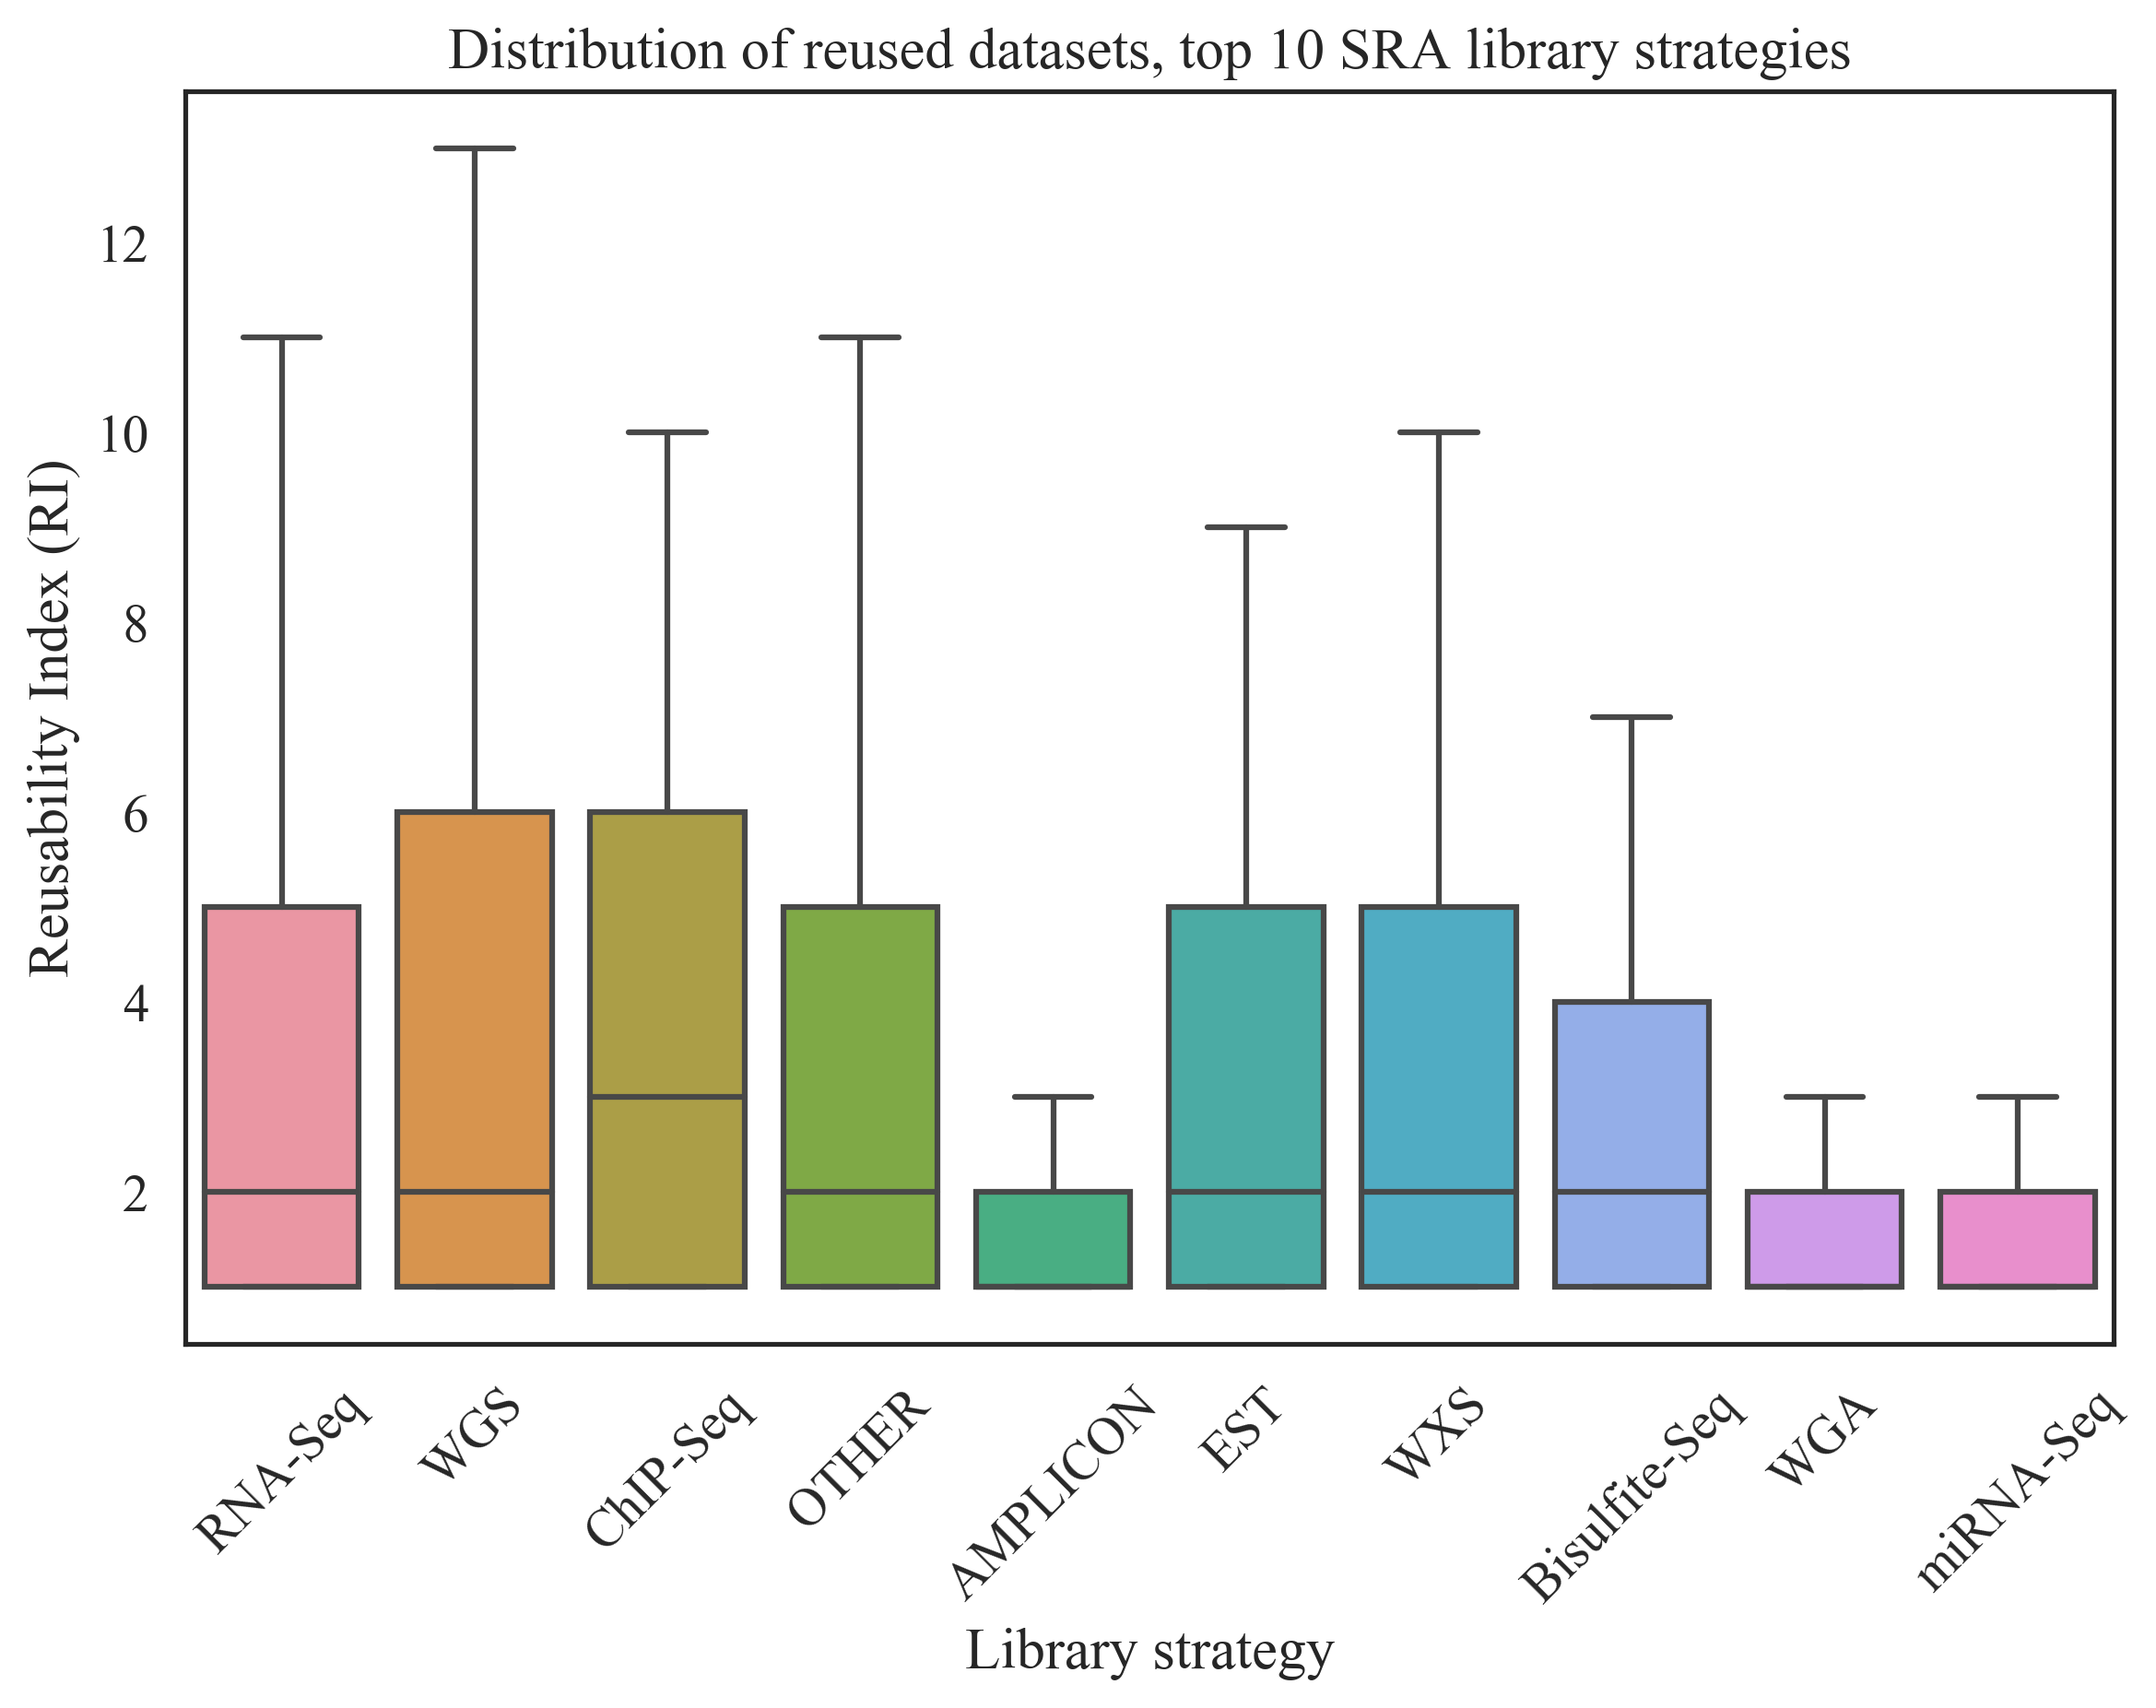 Distribution of reused datasets, top 10 SRA library strategies
Reusability Index (RI)
12
10
8
6
4
2
RNA-Seq
WGS
ChIP-Seq
OTHER
AMPLICON
EST
WXS
Bisulfite-Seq
WGA
miRNA-Seq
Library strategy